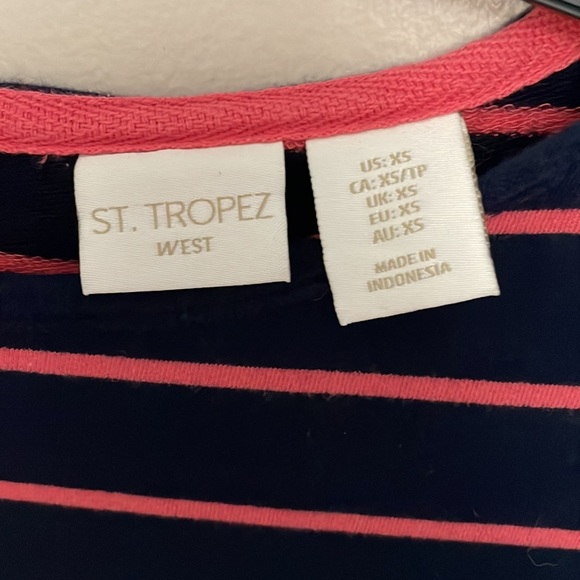 ST. TROPEZ
WEST
US: XS
CA: XS/TP
UK: XS
EU: XS
AU: XS
MADE IN
INDONESIA